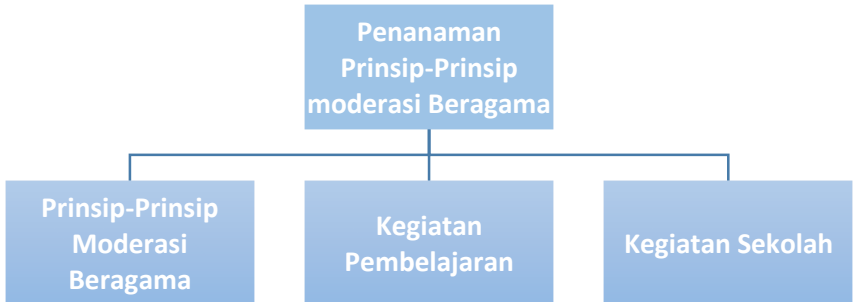 Penanaman
Prinsip-Prinsip
moderasi Beragama
Prinsip-Prinsip
Moderasi
Beragama
Kegiatan
Pembelajaran
Kegiatan Sekolah